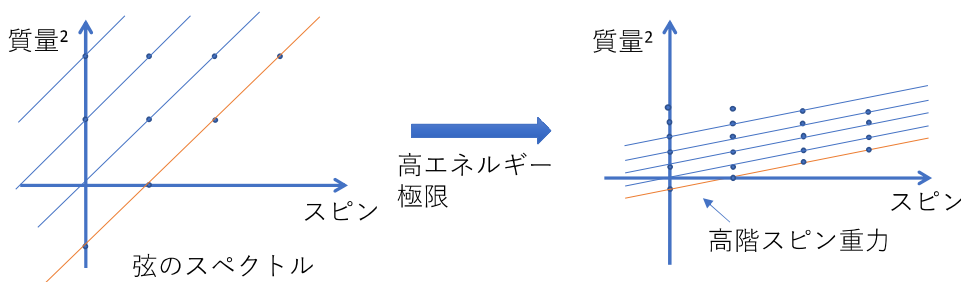 質量²
スピン
弦のスペクトル
高エネルギー
極限
質量²
スピン
高階スピン重力